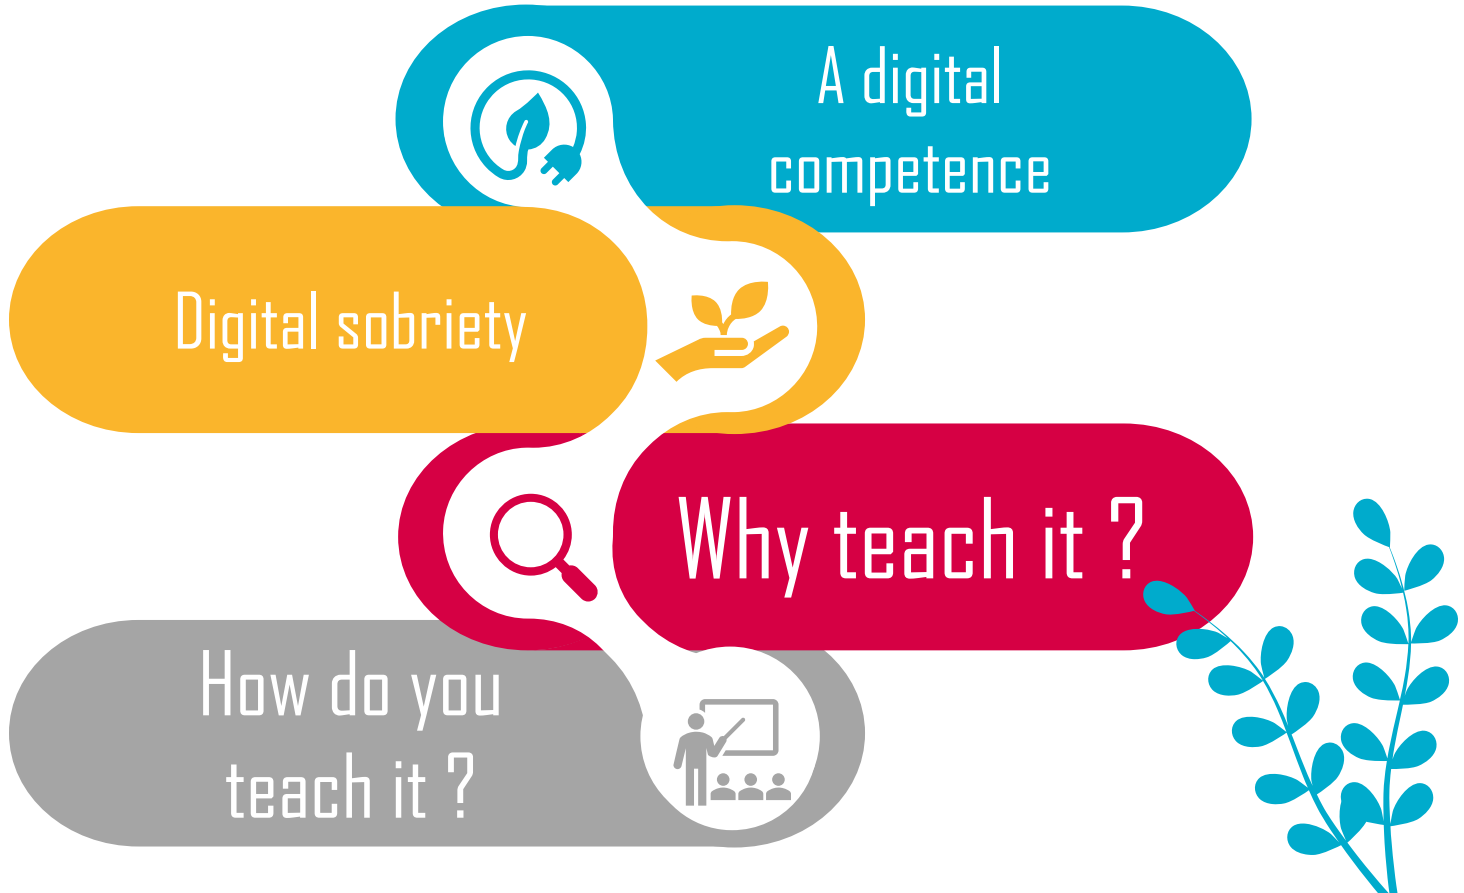 A digital
competence
Digital sobriety
Why teach it ?
How do you
teach it ?